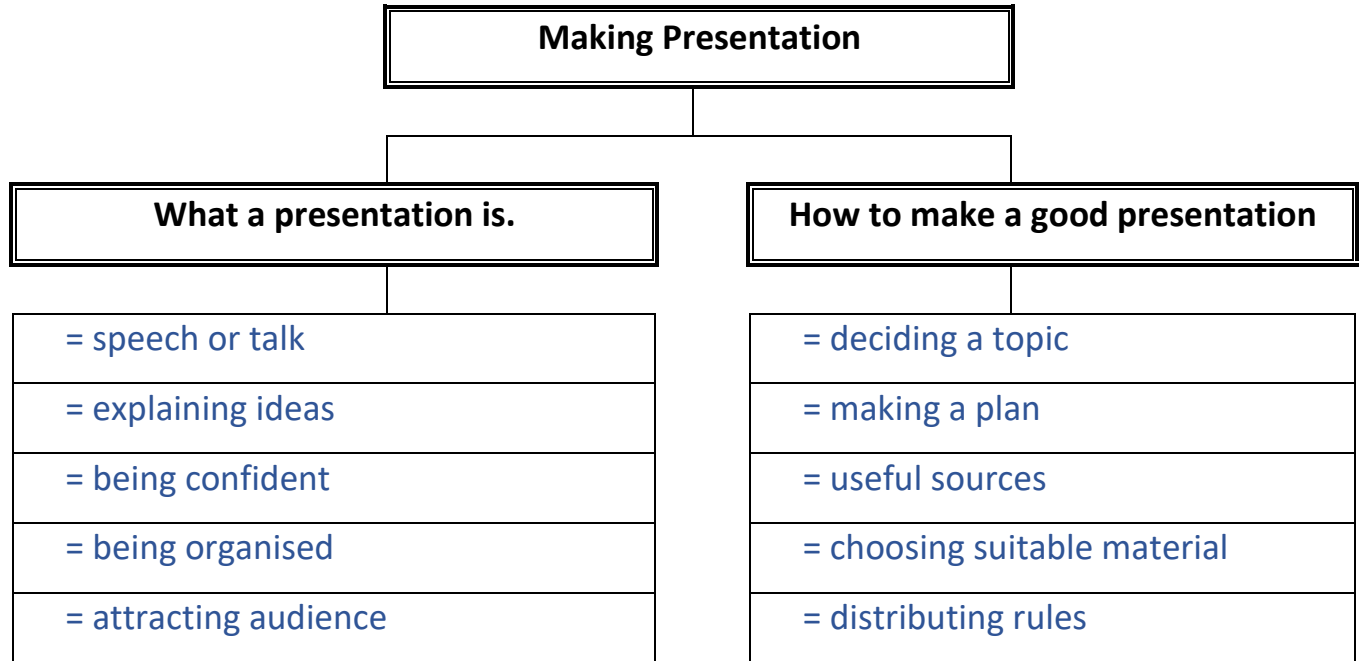 Making Presentation
What a presentation is.
= speech or talk
= explaining ideas
= being confident
= being organised
= attracting audience
How to make a good presentation
= deciding a topic
= making a plan
= useful sources
= choosing suitable material
= distributing rules